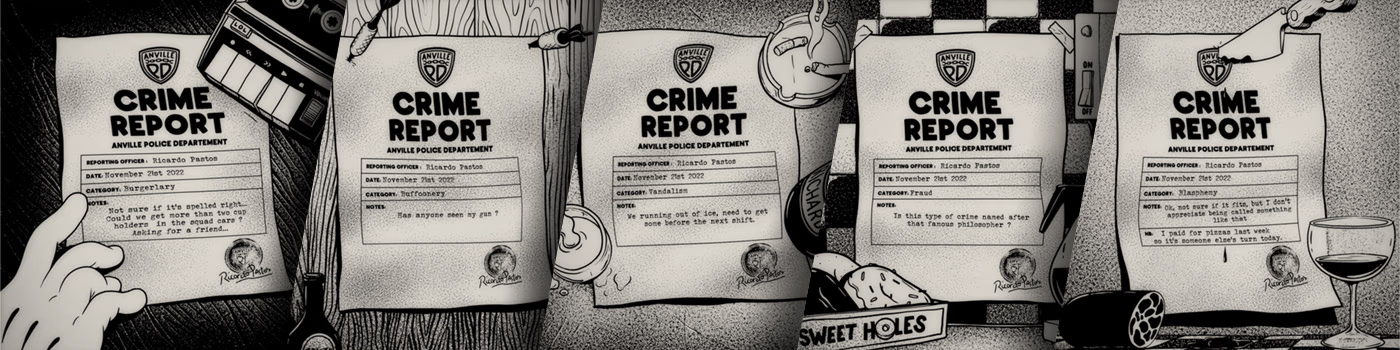 LOL
ANVILLE
PD
CRIME
REPORT
ANVILLE POLICE DEPARTEMENT
REPORTING OFFICER: Ricardo Pastos
DATE: November 21st 2022
CATEGORY: Burgerlary
NOTES:
Not sure if it's spelled right...
Could we get more than two cup
holders in the squad cars ?
Asking for a friend...
Ricardo Pastos
CRIME
REPORT
ANVILLE POLICE DEPARTEMENT
REPORTING OFFICER: Ricardo Pastos
DATE: November 21st 2022
CATEGORY: Buffoonery
NOTES:
Has anyone seen my gun ?
Ricardo Pastos
ANVILLE
PD
CRIME
REPORT
ANVILLE POLICE DEPARTEMENT
REPORTING OFFICER: Ricardo Pastos
DATE: November 21st 2022
CATEGORY: Vandalism
NOTES:
We running out of ice, need to get
some before the next shift.
Ricardo Pastos
CHARY
ANVILLE
PD
CRIME
REPORT
ANVILLE POLICE DEPARTEMENT
REPORTING OFFICER: Ricardo Pastos
DATE: November 21st 2022
CATEGORY: Fraud
NOTES:
Is this type of crime named after
that famous philosopher ?
Ricardo Pastos
ON
OFF
SWEET HOLES
ANVILLE
PD
CRIME
REPORT
ANVILLE POLICE DEPARTEMENT
REPORTING OFFICER: Ricardo Pastos
DATE: November 21st 2022
CATEGORY: Blasphemy
NOTES: Ok, not sure if it fits, but I don't
appreciate being called something
like that
NB: I paid for pizzas last week
so it's someone else's turn today.
Ricardo Pastos